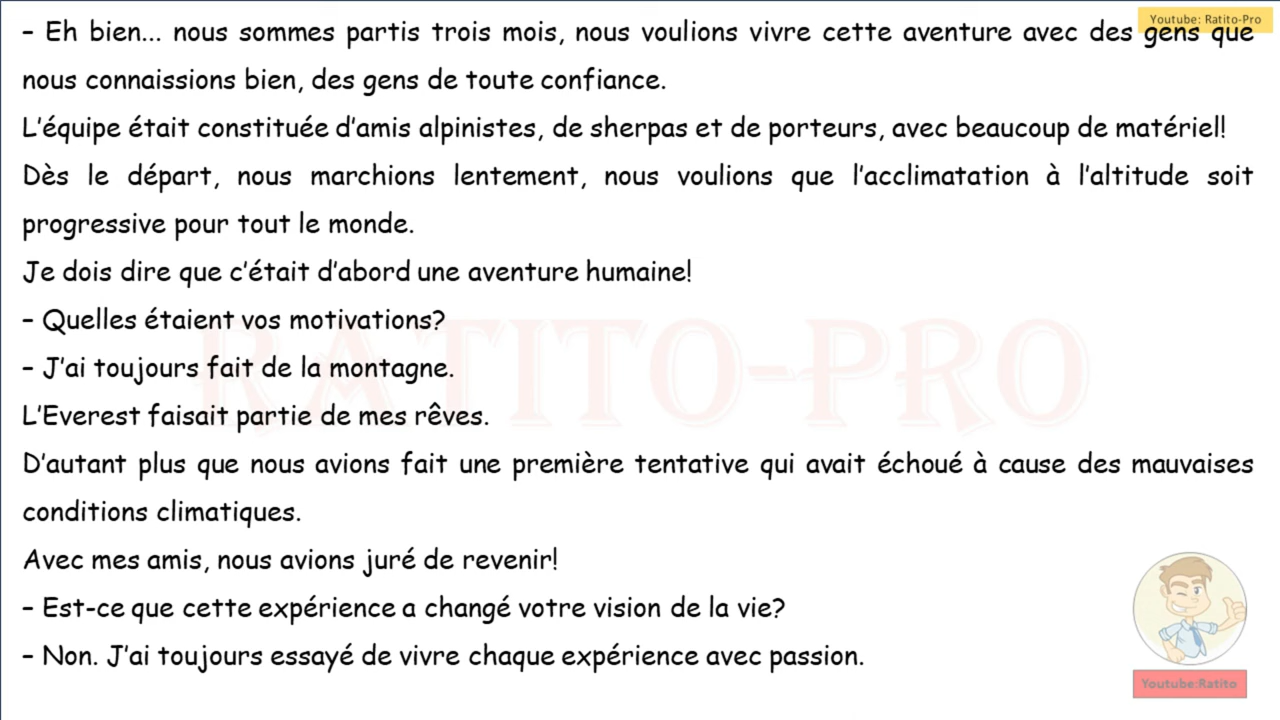 Youtube: Ratito-Pro
– Eh bien... nous sommes partis trois mois, nous voulions vivre cette aventure avec des gens que
nous connaissions bien, des gens de toute confiance.
L’équipe était constituée d’amis alpinistes, de sherpas et de porteurs, avec beaucoup de matériel!
Dès le départ, nous marchions lentement, nous voulions que l’acclimatation à l’altitude soit
progressive pour tout le monde.
Je dois dire que c’était d’abord une aventure humaine!
– Quelles étaient vos motivations?
– J’ai toujours fait de la montagne.
RATITO-PRO
L’Everest faisait partie de mes rêves.
D’autant plus que nous avions fait une première tentative qui avait échoué à cause des mauvaises
conditions climatiques.
Avec mes amis, nous avions juré de revenir!
– Est-ce que cette expérience a changé votre vision de la vie?
– Non. J’ai toujours essayé de vivre chaque expérience avec passion.
Youtube:Ratito